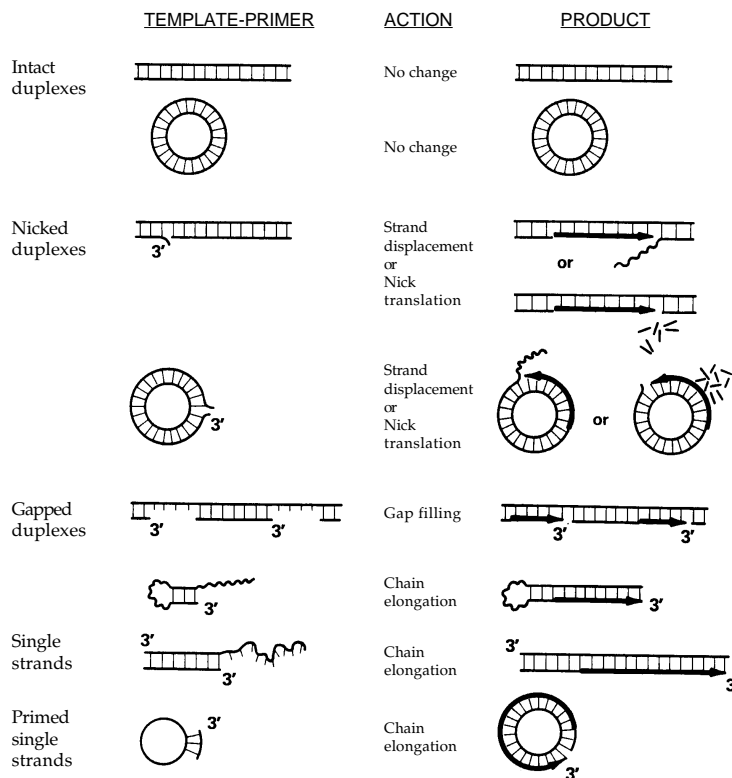 TEMPLATE-PRIMER ACTION PRODUCT
Intact
duplexes
No change
No change
Nicked
duplexes
3′
Strand
displacement
or
Nick
translation
or
3′
Strand
displacement
or
Nick
translation
or
Gapped
duplexes
3′ 3′
Gap filling
3′ 3′
3′
Chain
elongation
3′
Single
strands
3′
3′
Chain
elongation
3′
3′
Primed
single
strands
3′
Chain
elongation
3′